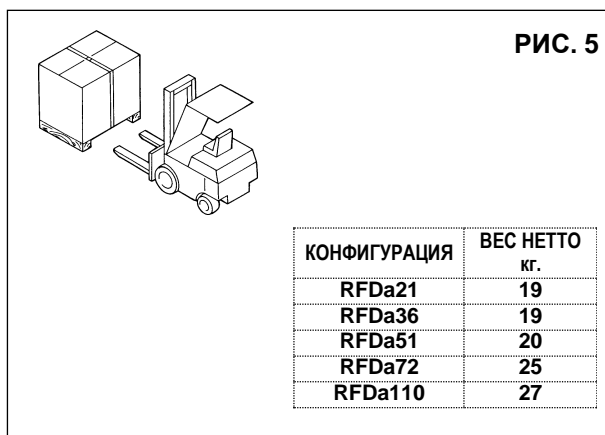 РИС. 5
КОНФИГУРАЦИЯ ВЕС НЕТТО кг.
RFDa21 19
RFDa36 19
RFDa51 20
RFDa72 25
RFDa110 27